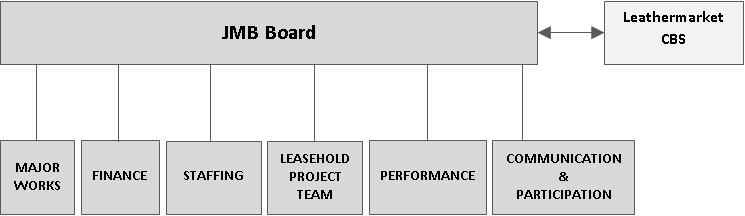 JMB Board
Leathermarket
CBS
MAJOR
WORKS
FINANCE
STAFFING
LEASEHOLD
PROJECT
TEAM
PERFORMANCE
COMMUNICATION
&
PARTICIPATION